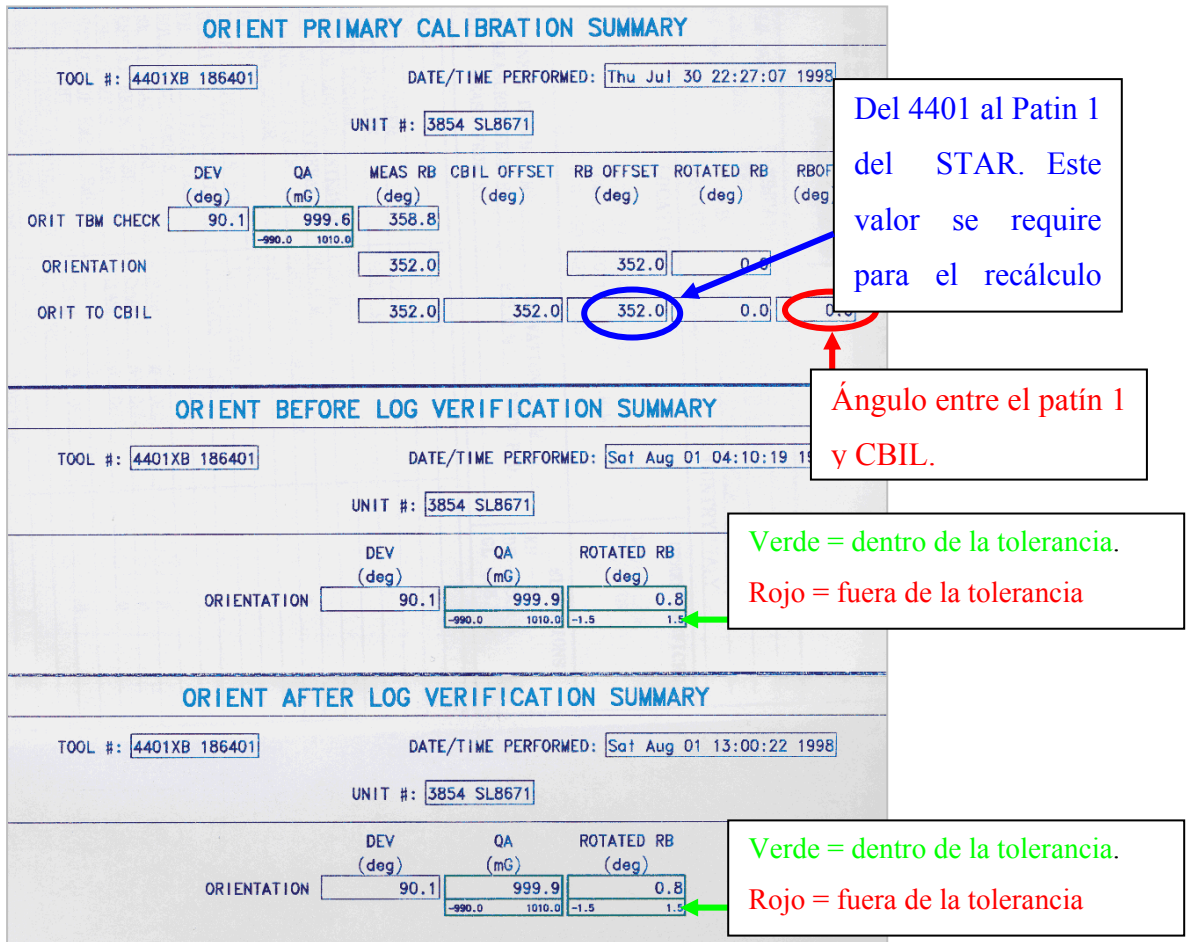 ORIENT PRIMARY CALIBRATION SUMMARY
TOOL #: 4401XB 186401 DATE/TIME PERFORMED: Thu Jul 30 22:27:07 1998
UNIT #: 3854 SL8671
DEV QA MEAS RB CBIL OFFSET RB OFFSET ROTATED RB
(deg) (mG) (deg) (deg) (deg) (deg)
ORIT TBM CHECK 90.1 999.6 358.8
-990.0 1010.0
ORIENTATION 352.0 352.0 0.0
ORIT TO CBIL 352.0 352.0 352.0 0.0 0.0
Del 4401 al Patin 1
del STAR. Este
valor se require
para el recálculo
Ángulo entre el patín 1
y CBIL.
ORIENT BEFORE LOG VERIFICATION SUMMARY
TOOL #: 4401XB 186401 DATE/TIME PERFORMED: Sat Aug 01 04:10:19
UNIT #: 3854 SL8671
DEV QA ROTATED RB
(deg) (mG) (deg)
ORIENTATION 90.1 999.9 0.8
-990.0 1010.0 -1.5 1.5
Verde = dentro de la tolerancia.
Rojo = fuera de la tolerancia
ORIENT AFTER LOG VERIFICATION SUMMARY
TOOL #: 4401XB 186401 DATE/TIME PERFORMED: Sat Aug 01 13:00:22 1998
UNIT #: 3854 SL8671
DEV QA ROTATED RB
(deg) (mG) (deg)
ORIENTATION 90.1 999.9 0.8
-990.0 1010.0 -1.5 1.5
Verde = dentro de la tolerancia.
Rojo = fuera de la tolerancia